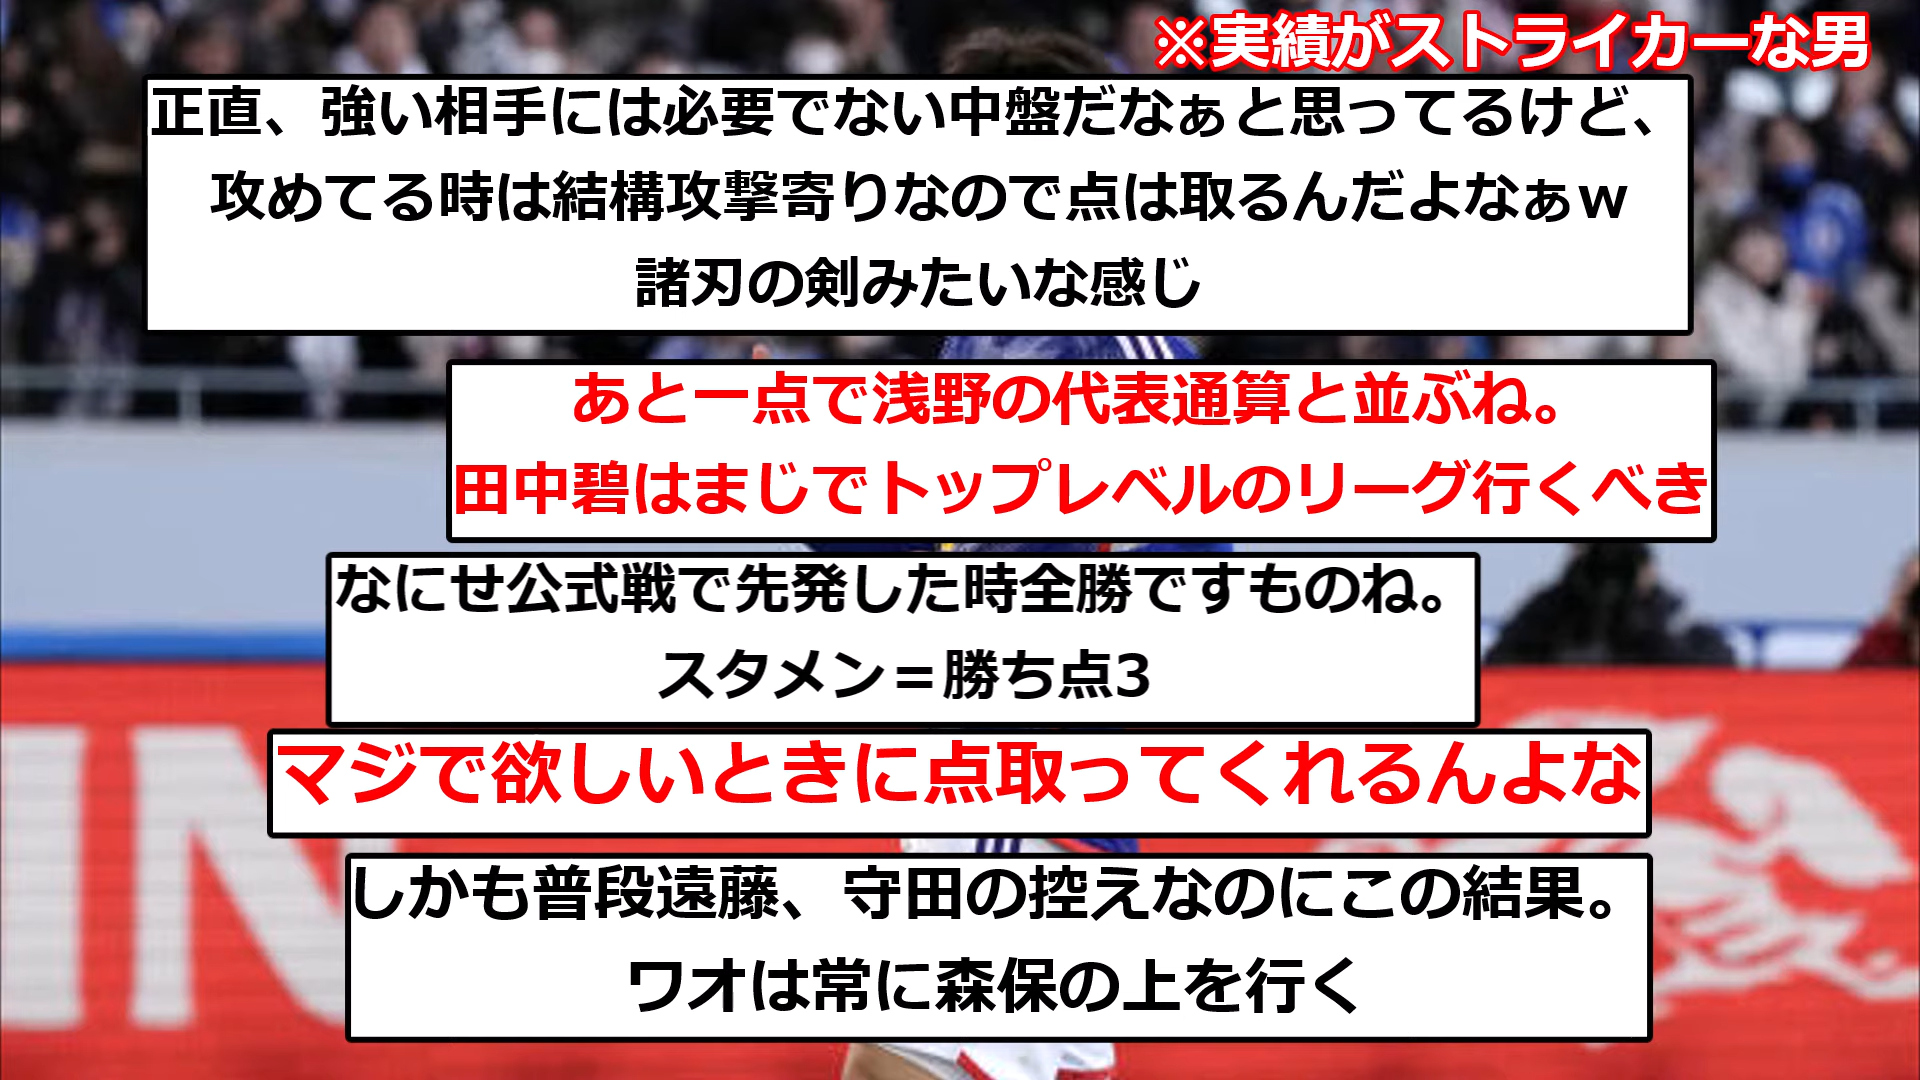 ※実績がストライカーな男
正直、強い相手には必要でない中盤だなぁと思ってるけど、
攻めてる時は結構攻撃寄りなので点は取るんだよなぁｗ
諸刃の剣みたいな感じ
あと一点で浅野の代表通算と並ぶね。
田中碧はまじでトップレベルのリーグ行くべき
なにせ公式戦で先発した時全勝ですものね。
スタメン＝勝ち点3
マジで欲しいときに点取ってくれるんよな
しかも普段遠藤、守田の控えなのにこの結果。
ワオは常に森保の上を行く
IN